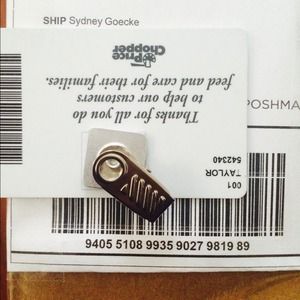 SHIP Sydney Goecke
POSHMA
Price
Chopper
Thanks for all you do
to help our customers
feed and care for their families.
001
TAYLOR
542340
9405 5108 9935 9027 9819 89